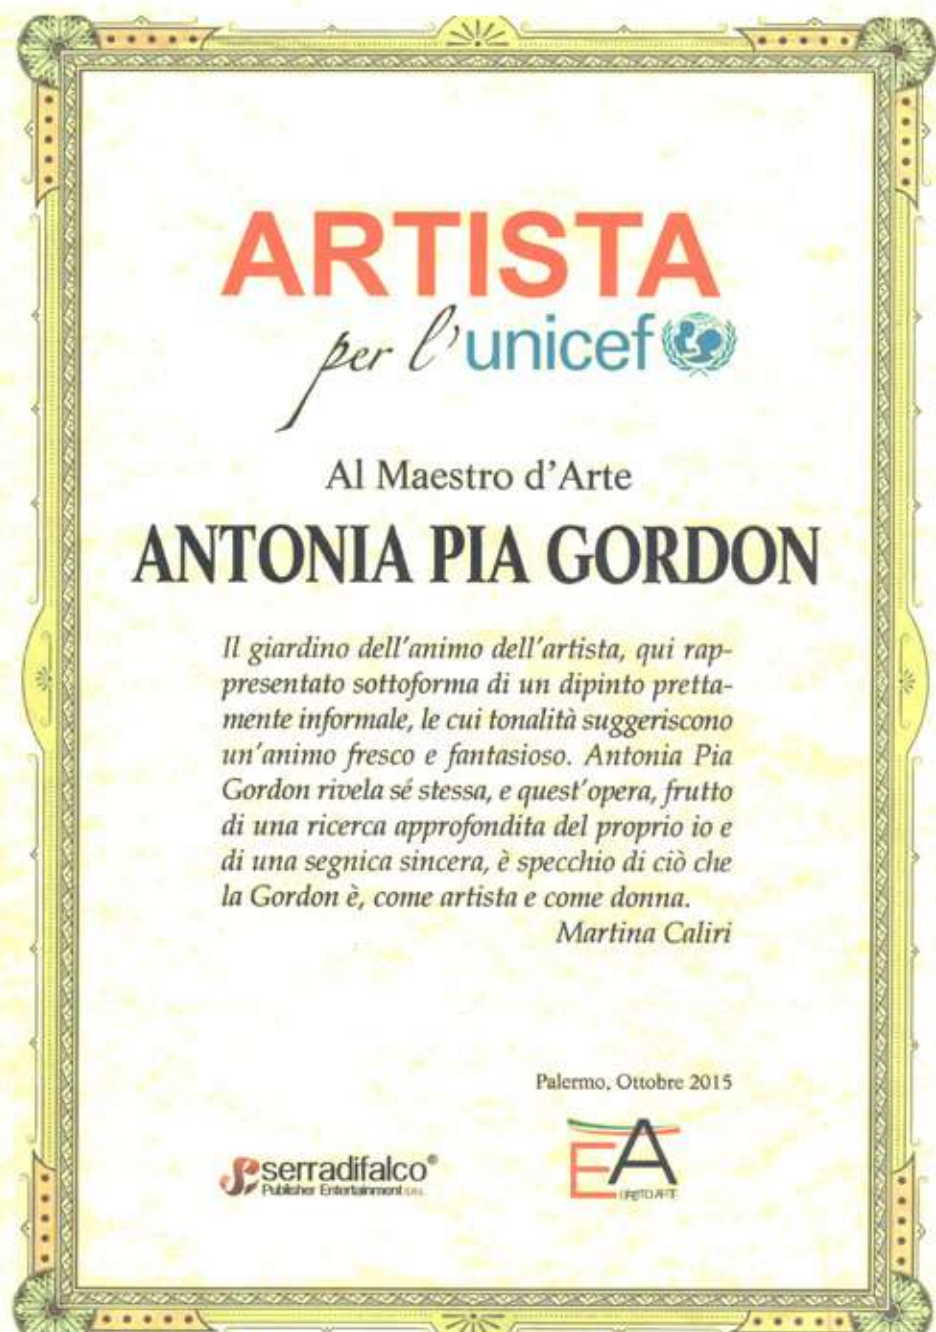 ARTISTA
per l'unicef
Al Maestro d'Arte
ANTONIA PIA GORDON
Il giardino dell'animo dell'artista, qui rap-
presentato sottoforma di un dipinto pretta-
mente informale, le cui tonalità suggeriscono
un'animo fresco e fantasioso. Antonia Pia
Gordon rivela sé stessa, e quest'opera, frutto
di una ricerca approfondita del proprio io e
di una segnica sincera, è specchio di ciò che
la Gordon è, come artista e come donna.
Martina Caliri
Palermo, Ottobre 2015
serradifalco®
Publisher Entertainment
EA